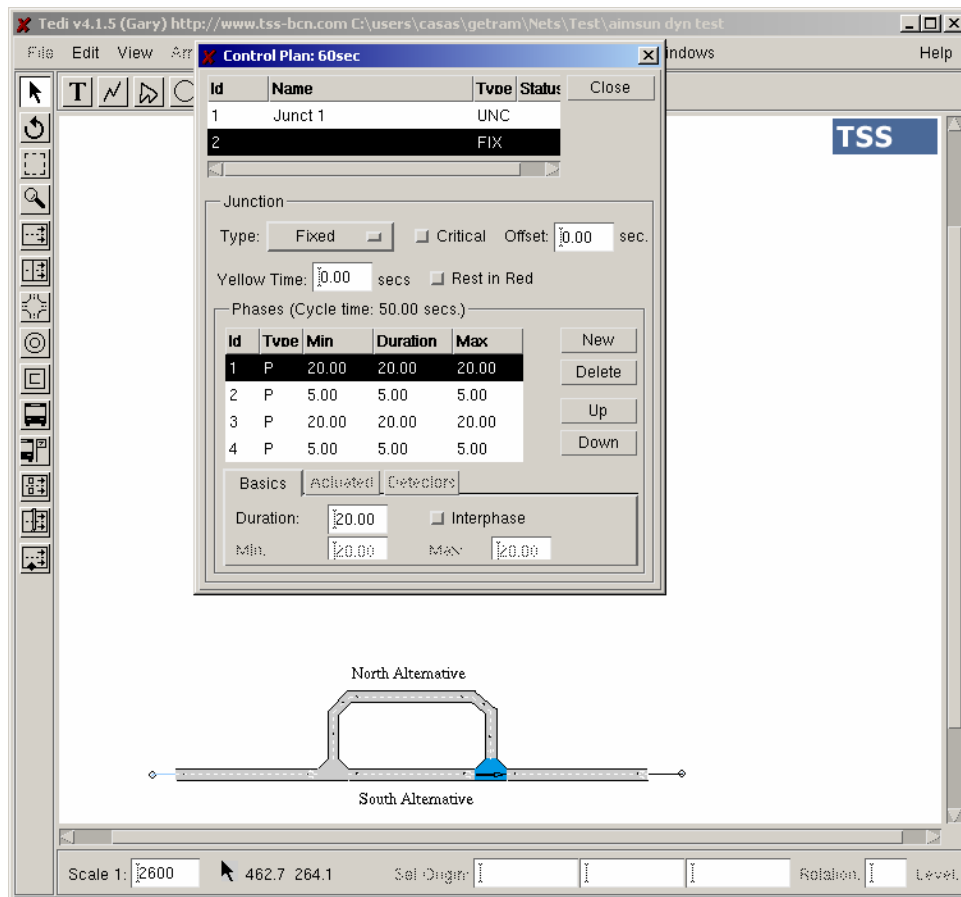 Tedi v4.1.5 (Gary) http://www.tss-bcn.com C:\users\casas\getram\Nets\Test\aimsun dyn test
File Edit View Arr indows Help
Control Plan: 60sec
Id Name Type Status Close
1 Junct 1 UNC
2 FIX
TSS
Junction
Type: Fixed Critical Offset: 0.00 sec.
Yellow Time: 0.00 secs Rest in Red
Phases (Cycle time: 50.00 secs.)
Id Type Min Duration Max New
1 P 20.00 20.00 20.00 Delete
2 P 5.00 5.00 5.00
3 P 20.00 20.00 20.00 Up
4 P 5.00 5.00 5.00 Down
Basics Actuated Detectors
Duration: 20.00 Interphase
Min. 20.00 Max: 20.00
North Alternative
South Alternative
Scale 1: 2600 462.7 264.1 Sel Origin: Rotation. Level.